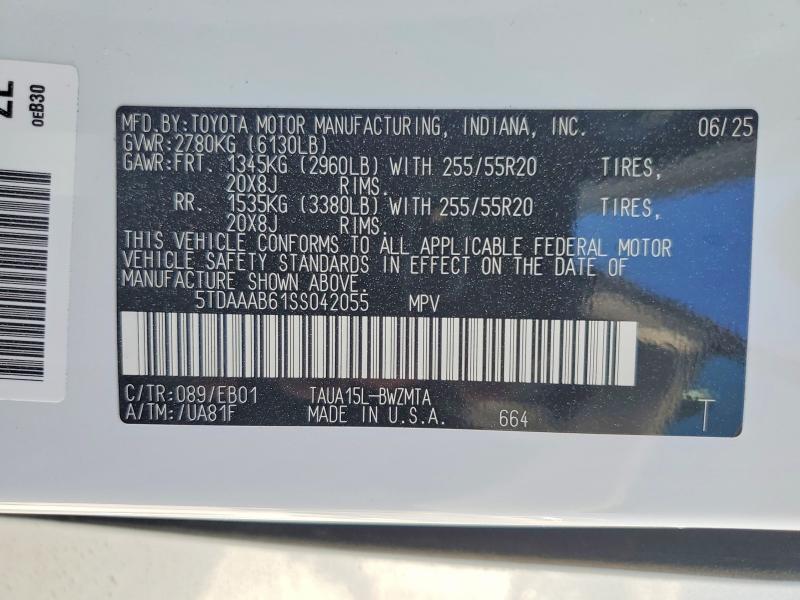 MFD.BY:TOYOTA MOTOR MANUFACTURING, INDIANA, INC. 06/25
GVWR:2780KG (6130LB)
GAWR:FRT. 1345KG (2960LB) WITH 255/55R20 TIRES,
20X8J RIMS.
RR. 1535KG (3380LB) WITH 255/55R20 TIRES,
20X8J RIMS.
THIS VEHICLE CONFORMS TO ALL APPLICABLE FEDERAL MOTOR
VEHICLE SAFETY STANDARDS IN EFFECT ON THE DATE OF
MANUFACTURE SHOWN ABOVE.
5TDAAAB61SS042055 MPV
C/TR:089/EB01 TAUA15L-BWZMTA
A/TM:/UA81F MADE IN U.S.A. 664 T
0EB30